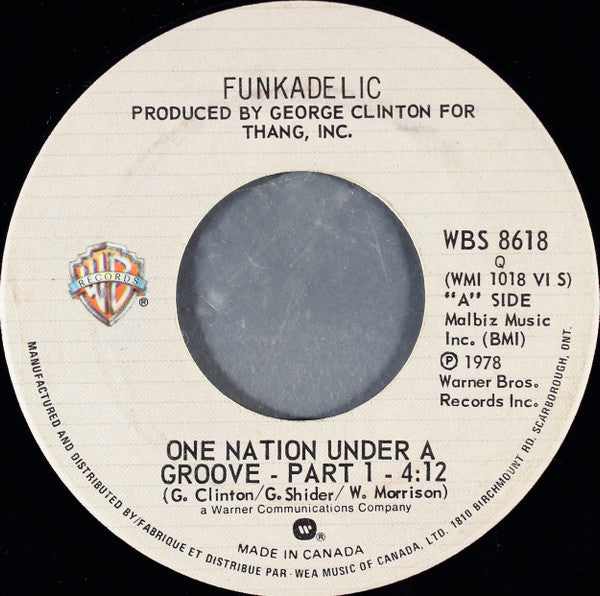 FUNKADELIC
PRODUCED BY GEORGE CLINTON FOR
THANG, INC.
WB
RECORDS
®
WBS 8618
Q
(WMI 1018 VI S)
"A" SIDE
Malbiz Music
Inc. (BMI)
℗ 1978
Warner Bros.
Records Inc.
ONE NATION UNDER A
GROOVE - PART 1 - 4:12
(G. Clinton/G. Shider/W. Morrison)
a Warner Communications Company
®
MADE IN CANADA
MANUFACTURED AND DISTRIBUTED BY/FABRIQUE ET DISTRIBUE PAR - WEA MUSIC OF CANADA, LTD. 1810 BIRCHMOUNT RD. SCARBOROUGH, ONT.